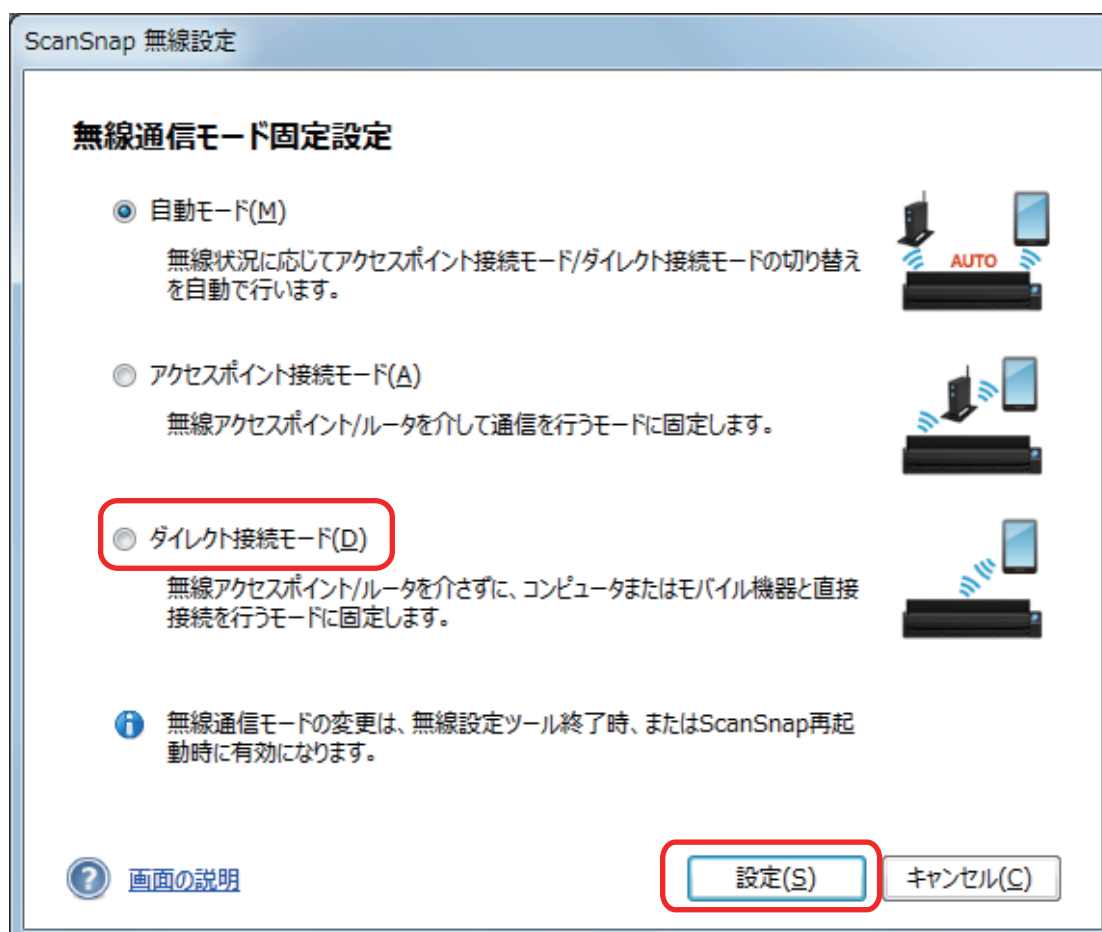 ScanSnap 無線設定
無線通信モード固定設定
自動モード(M)
無線状況に応じてアクセスポイント接続モード/ダイレクト接続モードの切り替え
を自動で行います。
AUTO
アクセスポイント接続モード(A)
無線アクセスポイント/ルータを介して通信を行うモードに固定します。
ダイレクト接続モード(D)
無線アクセスポイント/ルータを介さずに、コンピュータまたはモバイル機器と直接
接続を行うモードに固定します。
無線通信モードの変更は、無線設定ツール終了時、またはScanSnap再起
動時に有効になります。
画面の説明
設定(S)
キャンセル(C)